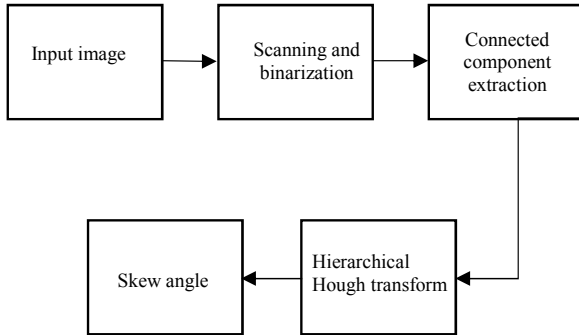 Input image
Scanning and
binarization
Connected
component
extraction
Skew angle
Hierarchical
Hough transform